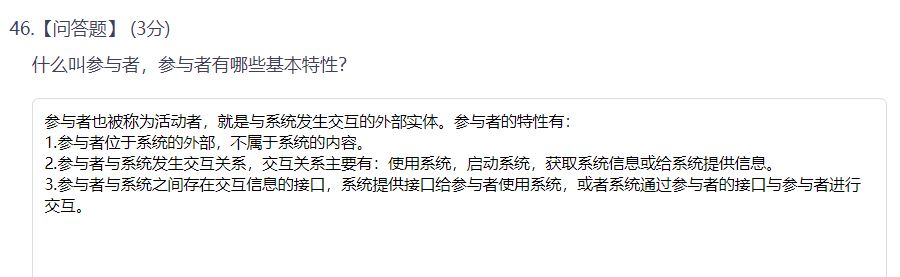 46.【问答题】 (3分)
什么叫参与者，参与者有哪些基本特性？
参与者也被称为活动者，就是与系统发生交互的外部实体。参与者的特性有：
1.参与者位于系统的外部，不属于系统的内容。
2.参与者与系统发生交互关系，交互关系主要有：使用系统，启动系统，获取系统信息或给系统提供信息。
3.参与者与系统之间存在交互信息的接口，系统提供接口给参与者使用系统，或者系统通过参与者的接口与参与者进行
交互。